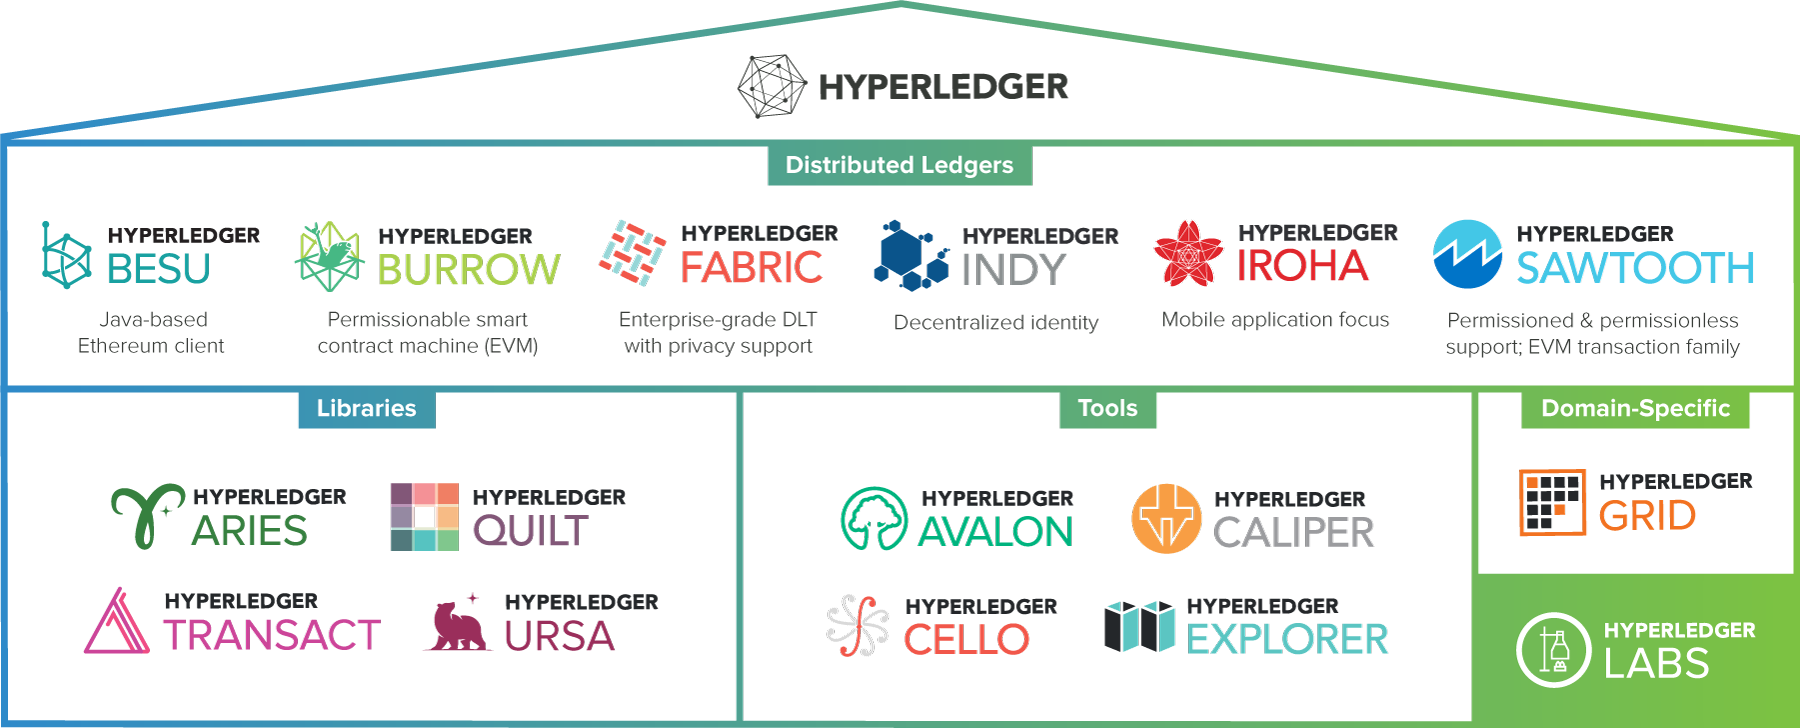 HYPERLEDGER
Distributed Ledgers
HYPERLEDGER
BESU
Java-based
Ethereum client
HYPERLEDGER
BURROW
Permissionable smart
contract machine (EVM)
HYPERLEDGER
FABRIC
Enterprise-grade DLT
with privacy support
HYPERLEDGER
INDY
Decentralized identity
HYPERLEDGER
IROHA
Mobile application focus
HYPERLEDGER
SAWTOOTH
Permissioned & permissionless
support; EVM transaction family
Libraries
HYPERLEDGER
ARIES
HYPERLEDGER
QUILT
HYPERLEDGER
TRANSACT
HYPERLEDGER
URSA
Tools
HYPERLEDGER
AVALON
HYPERLEDGER
CALIPER
HYPERLEDGER
CELLO
HYPERLEDGER
EXPLORER
Domain-Specific
HYPERLEDGER
GRID
HYPERLEDGER
LABS